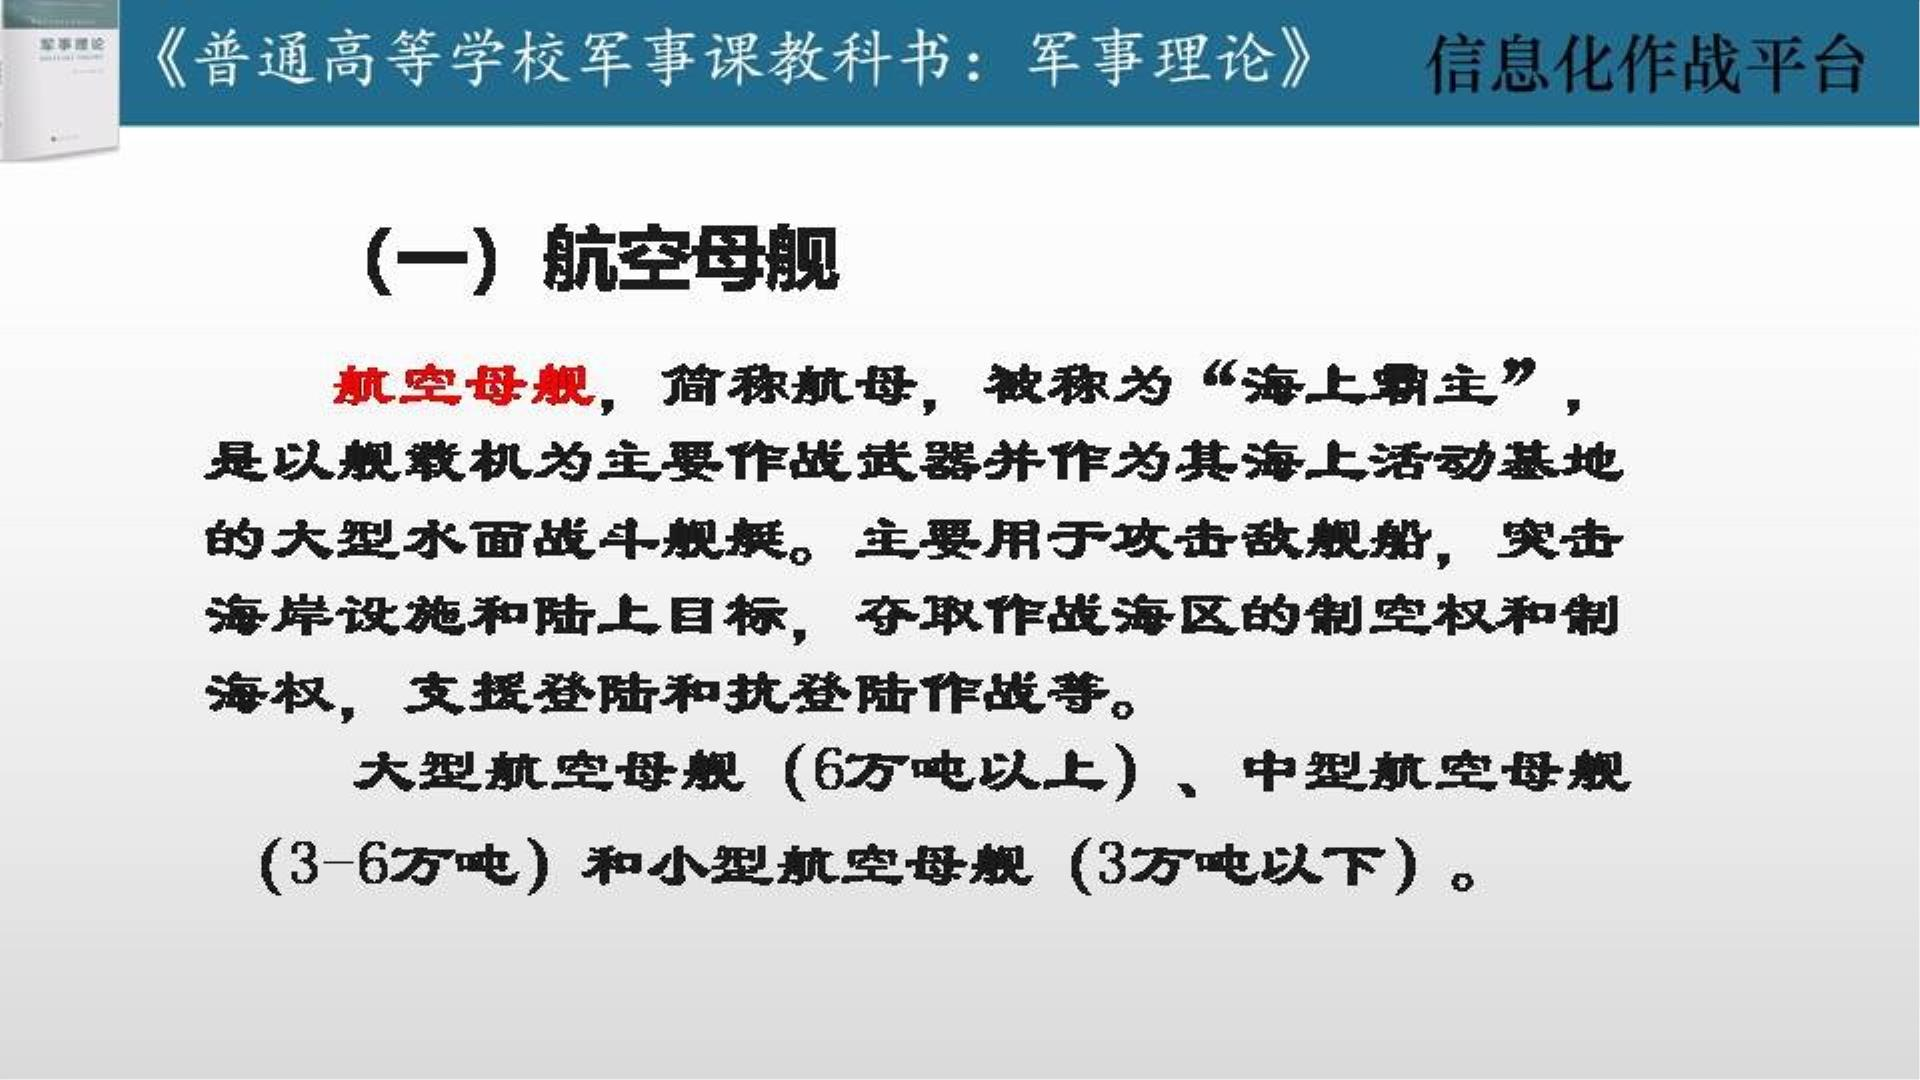 军事理论
《普通高等学校军事课教科书：军事理论》
信息化作战平台
（一）航空母舰
航空母舰，简称航母，被称为“海上霸主”，
是以舰载机为主要作战武器并作为其海上活动基地
的大型水面战斗舰艇。主要用于攻击敌舰船，突击
海岸设施和陆上目标，夺取作战海区的制空权和制
海权，支援登陆和抗登陆作战等。
大型航空母舰（6万吨以上）、中型航空母舰
（3-6万吨）和小型航空母舰（3万吨以下）。